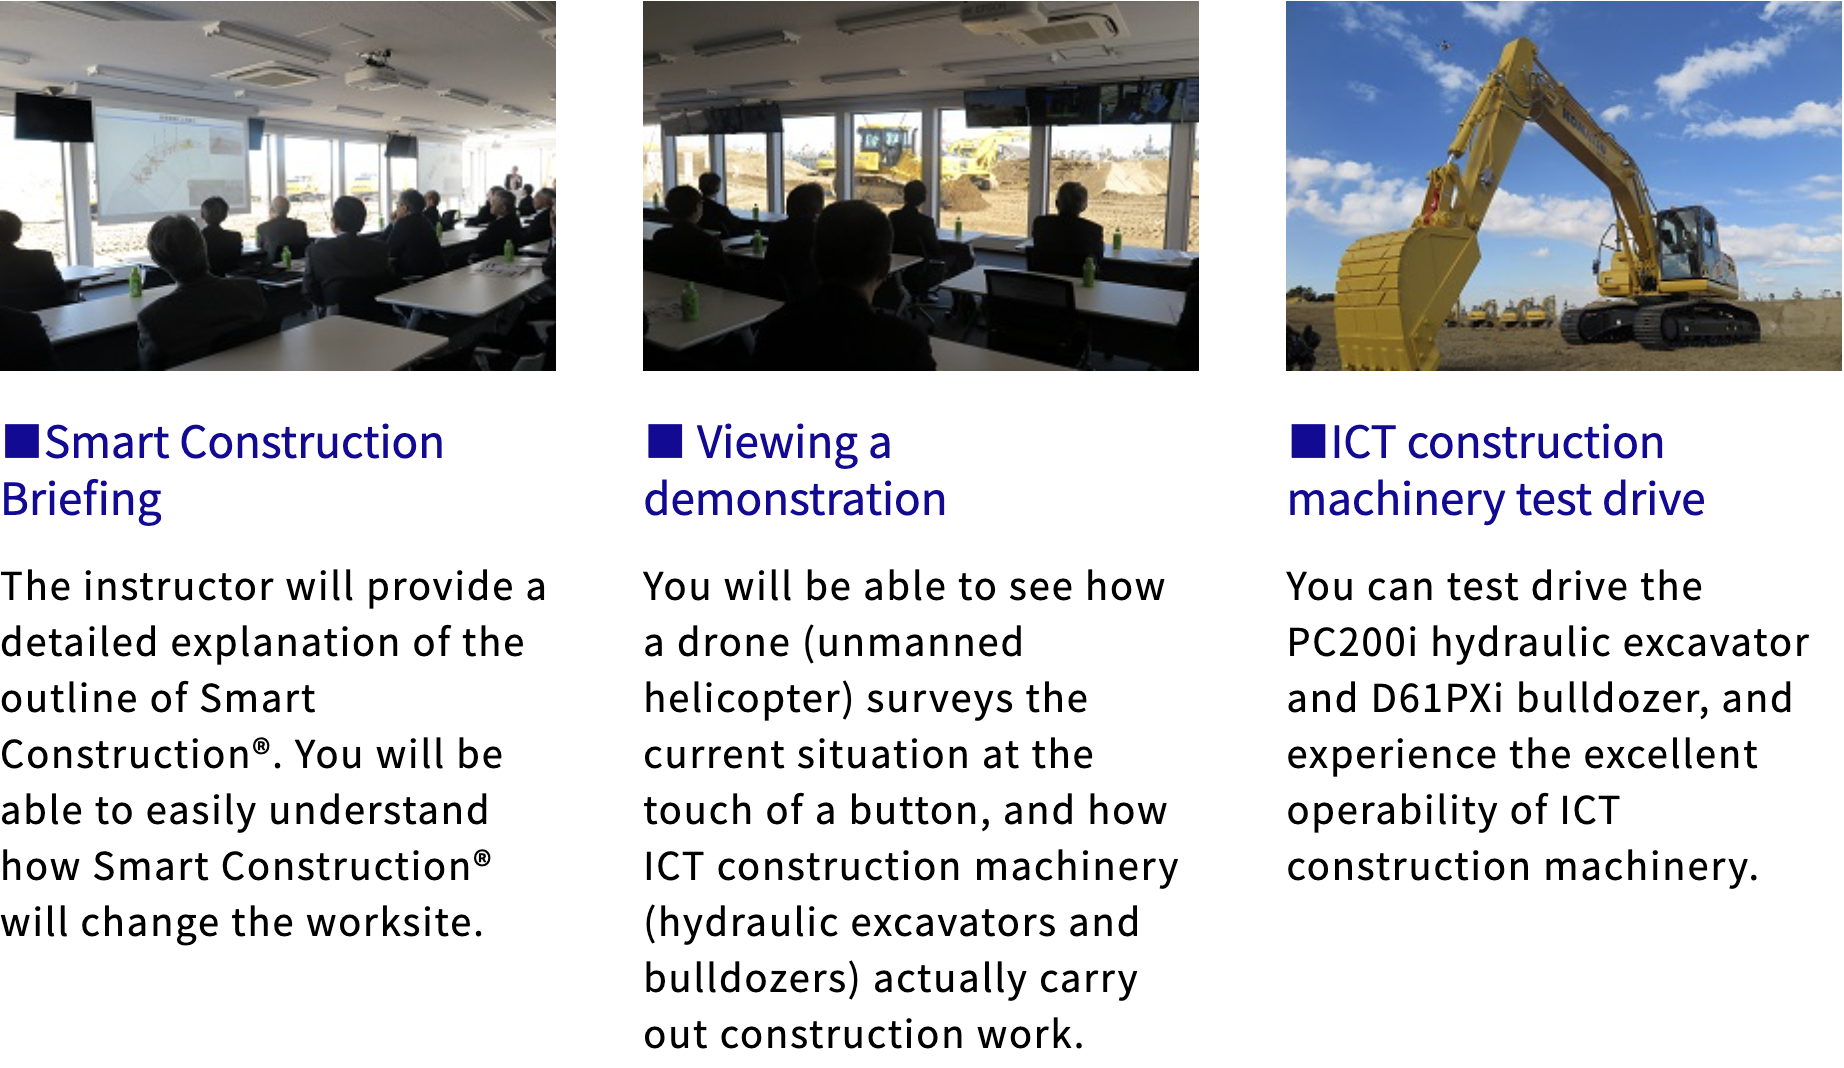 ■Smart Construction
Briefing
The instructor will provide a
detailed explanation of the
outline of Smart
Construction®. You will be
able to easily understand
how Smart Construction®
will change the worksite.
■ Viewing a
demonstration
You will be able to see how
a drone (unmanned
helicopter) surveys the
current situation at the
touch of a button, and how
ICT construction machinery
(hydraulic excavators and
bulldozers) actually carry
out construction work.
KOMATSU
■ICT construction
machinery test drive
You can test drive the
PC200i hydraulic excavator
and D61PXi bulldozer, and
experience the excellent
operability of ICT
construction machinery.